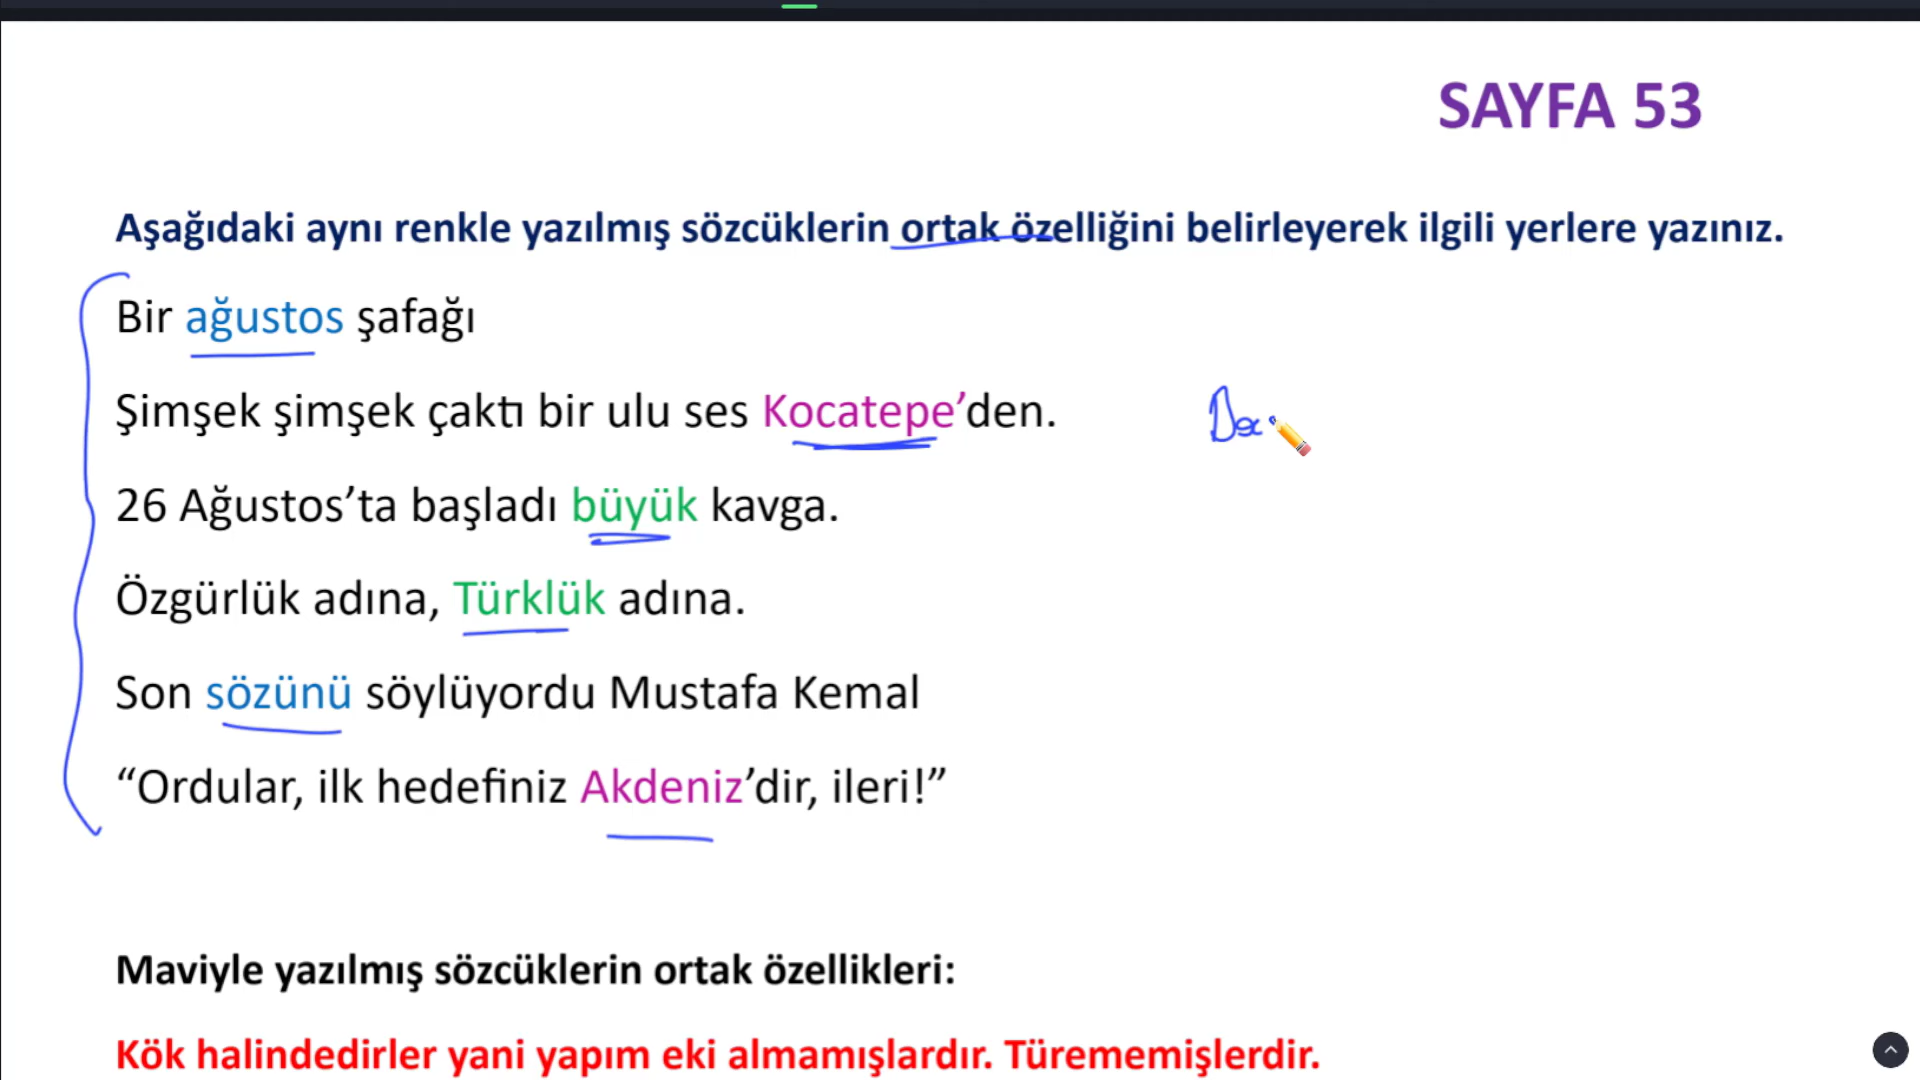 SAYFA 53
Aşağıdaki aynı renkle yazılmış sözcüklerin ortak özelliğini belirleyerek ilgili yerlere yazınız.
Bir ağustos şafağı
Şimşek şimşek çaktı bir ulu ses Kocatepe’den.
26 Ağustos’ta başladı büyük kavga.
Özgürlük adına, Türklük adına.
Son sözünü söylüyordu Mustafa Kemal
“Ordular, ilk hedefiniz Akdeniz’dir, ileri!”
Maviyle yazılmış sözcüklerin ortak özellikleri:
Kök halindedirler yani yapım eki almamışlardır. Türememişlerdir.